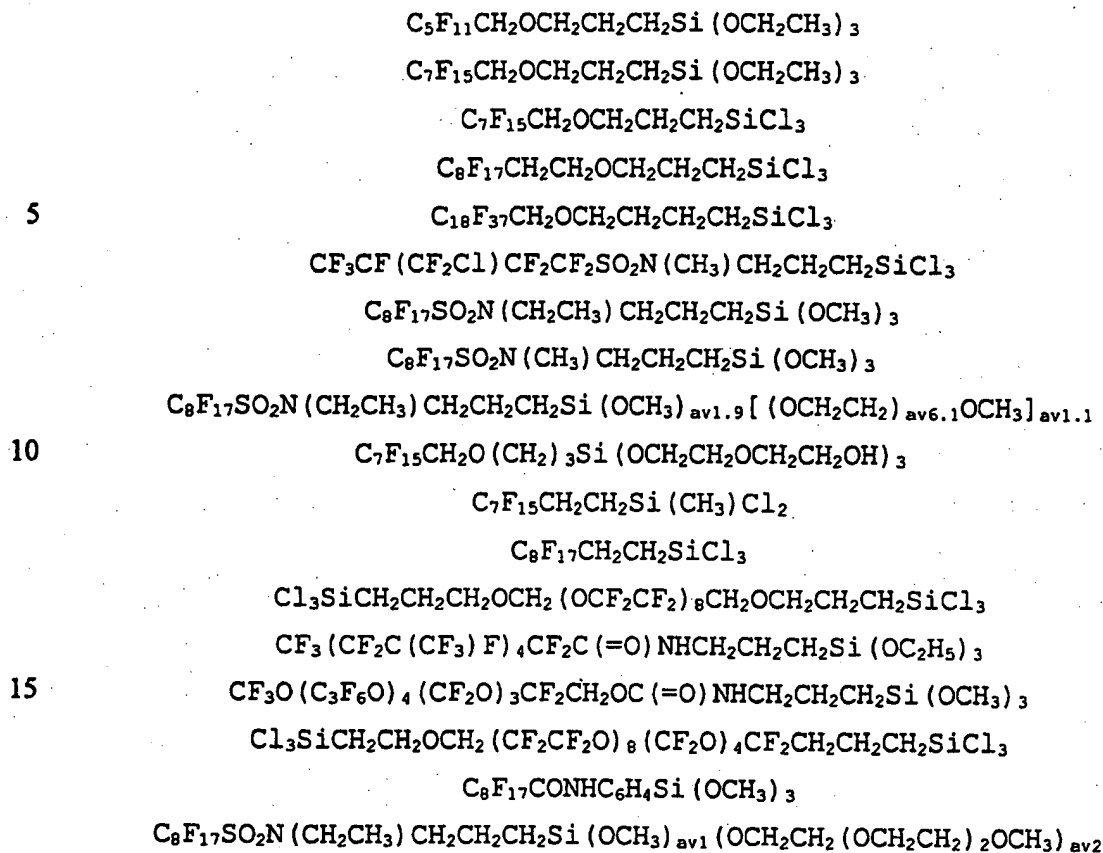 C₅F₁₁CH₂OCH₂CH₂CH₂Si(OCH₂CH₃)₃
C₇F₁₅CH₂OCH₂CH₂CH₂Si(OCH₂CH₃)₃
C₇F₁₅CH₂OCH₂CH₂CH₂SiCl₃
C₈F₁₇CH₂CH₂OCH₂CH₂CH₂SiCl₃
5 C₁₈F₃₇CH₂OCH₂CH₂CH₂CH₂SiCl₃
CF₃CF(CF₂Cl)CF₂CF₂SO₂N(CH₃)CH₂CH₂CH₂SiCl₃
C₈F₁₇SO₂N(CH₂CH₃)CH₂CH₂CH₂Si(OCH₃)₃
C₈F₁₇SO₂N(CH₃)CH₂CH₂CH₂Si(OCH₃)₃
C₈F₁₇SO₂N(CH₂CH₃)CH₂CH₂CH₂Si(OCH₃)av1.9[(OCH₂CH₂)av6.1OCH₃]av1.1
10 C₇F₁₅CH₂O(CH₂)₃Si(OCH₂CH₂OCH₂CH₂OH)₃
C₇F₁₅CH₂CH₂Si(CH₃)Cl₂
C₈F₁₇CH₂CH₂SiCl₃
Cl₃SiCH₂CH₂CH₂OCH₂(OCF₂CF₂)₈CH₂OCH₂CH₂CH₂SiCl₃
CF₃(CF₂C(CF₃)F)₄CF₂C(=O)NHCH₂CH₂CH₂Si(OC₂H₅)₃
15 CF₃O(C₃F₆O)₄(CF₂O)₃CF₂CH₂OC(=O)NHCH₂CH₂CH₂Si(OCH₃)₃
Cl₃SiCH₂CH₂OCH₂(CF₂CF₂O)₈(CF₂O)₄CF₂CH₂CH₂CH₂SiCl₃
C₈F₁₇CONHC₆H₄Si(OCH₃)₃
C₈F₁₇SO₂N(CH₂CH₃)CH₂CH₂CH₂Si(OCH₃)av1(OCH₂CH₂(OCH₂CH₂)₂OCH₃)av2